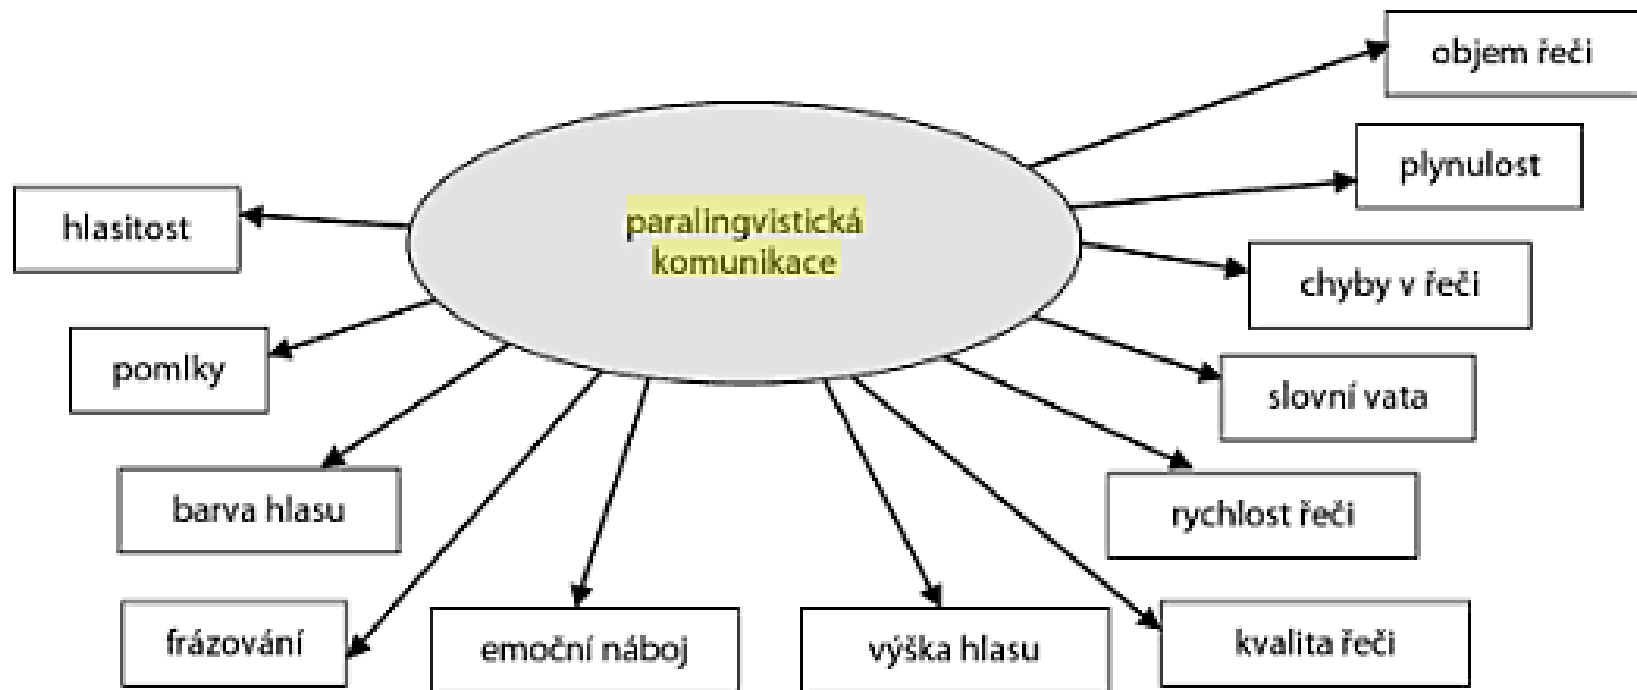 objem řeči
plynulost
hlasitost
paralingvistická
komunikace
chyby v řeči
pomlky
slovní vata
barva hlasu
rychlost řeči
frázování
emoční náboj
výška hlasu
kvalita řeči